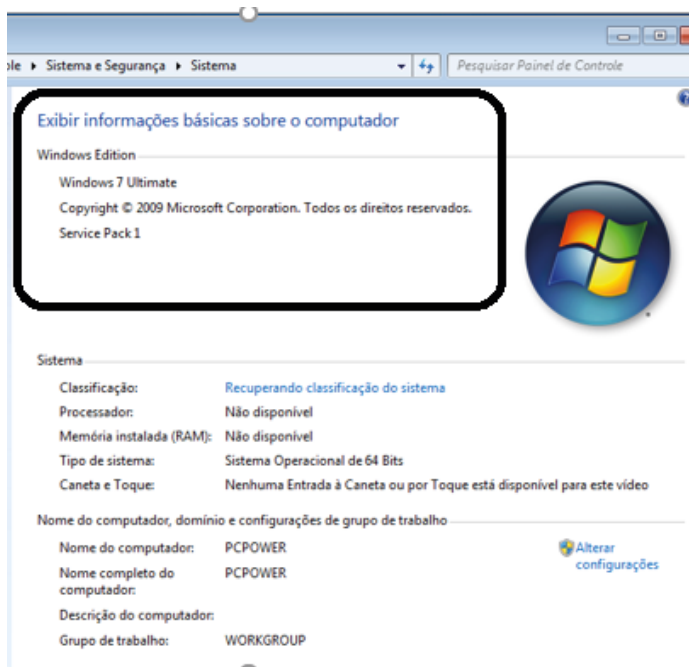 Sistema e Segurança ▸ Sistema
Pesquisar Painel de Controle
Exibir informações básicas sobre o computador
Windows Edition
Windows 7 Ultimate
Copyright © 2009 Microsoft Corporation. Todos os direitos reservados.
Service Pack 1
Sistema
Classificação: Recuperando classificação do sistema
Processador: Não disponível
Memória instalada (RAM): Não disponível
Tipo de sistema: Sistema Operacional de 64 Bits
Caneta e Toque: Nenhuma Entrada à Caneta ou por Toque está disponível para este vídeo
Nome do computador, domínio e configurações de grupo de trabalho
Nome do computador: PCPOWER
Alterar
configurações
Nome completo do PCPOWER
computador:
Descrição do computador:
Grupo de trabalho: WORKGROUP